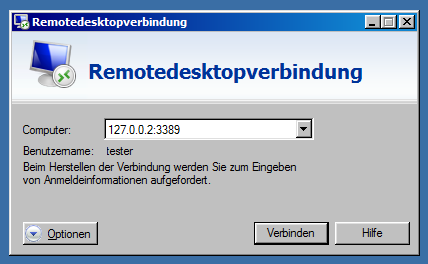 Remotedesktopverbindung
Remotedesktopverbindung
Computer: 127.0.0.2:3389
Benutzername: tester
Beim Herstellen der Verbindung werden Sie zum Eingeben
von Anmeldeinformationen aufgefordert.
Optionen Verbinden Hilfe